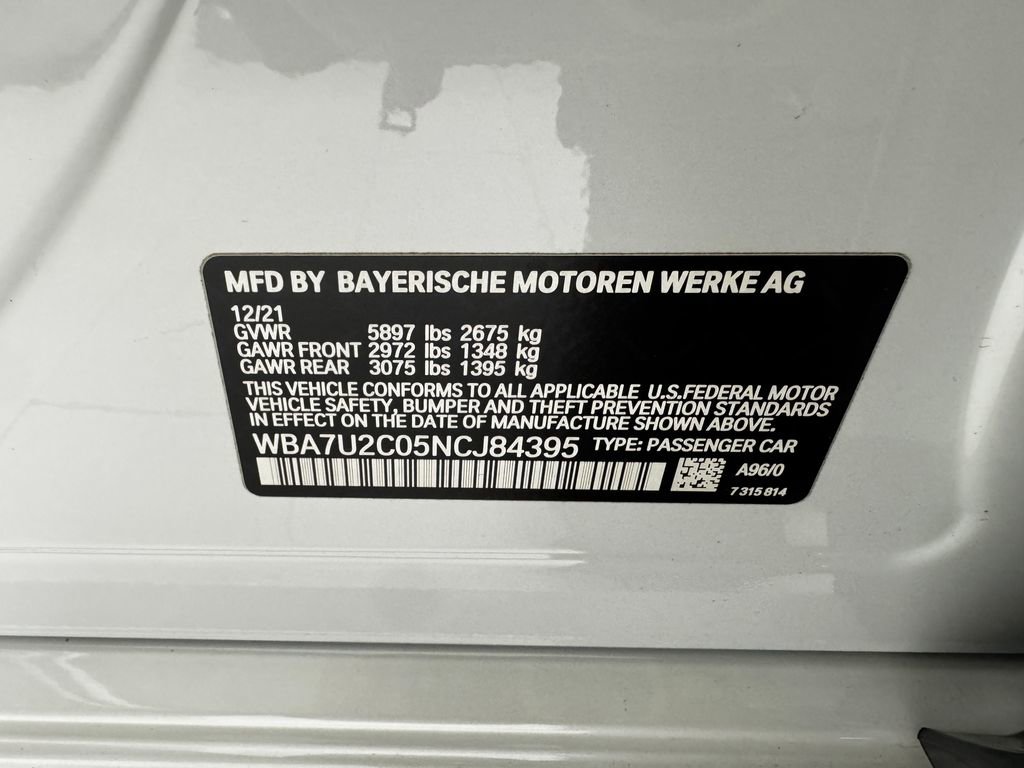 MFD BY BAYERISCHE MOTOREN WERKE AG
12/21
GVWR 5897 lbs 2675 kg
GAWR FRONT 2972 lbs 1348 kg
GAWR REAR 3075 lbs 1395 kg
THIS VEHICLE CONFORMS TO ALL APPLICABLE U.S.FEDERAL MOTOR
VEHICLE SAFETY, BUMPER AND THEFT PREVENTION STANDARDS
IN EFFECT ON THE DATE OF MANUFACTURE SHOWN ABOVE.
WBA7U2C05NCJ84395 TYPE: PASSENGER CAR
A96/0
7 315 814